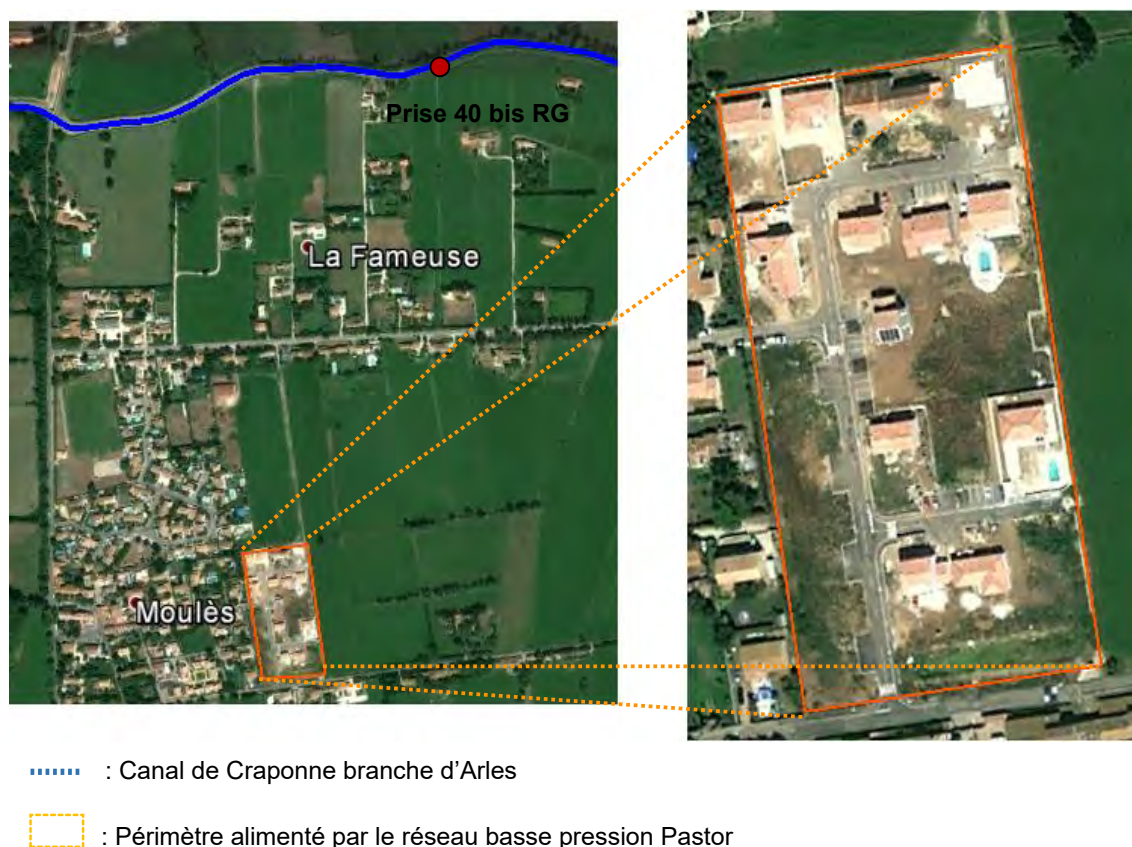 Prise 40 bis RG
La Fameuse
Moulès
: Canal de Craponne branche d'Arles
: Périmètre alimenté par le réseau basse pression Pastor